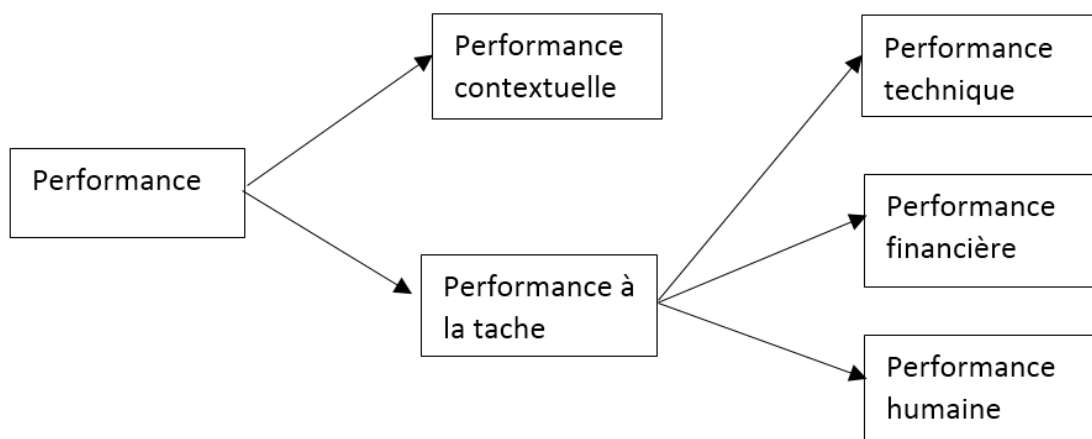 Performance
Performance
contextuelle
Performance à
la tache
Performance
technique
Performance
financière
Performance
humaine